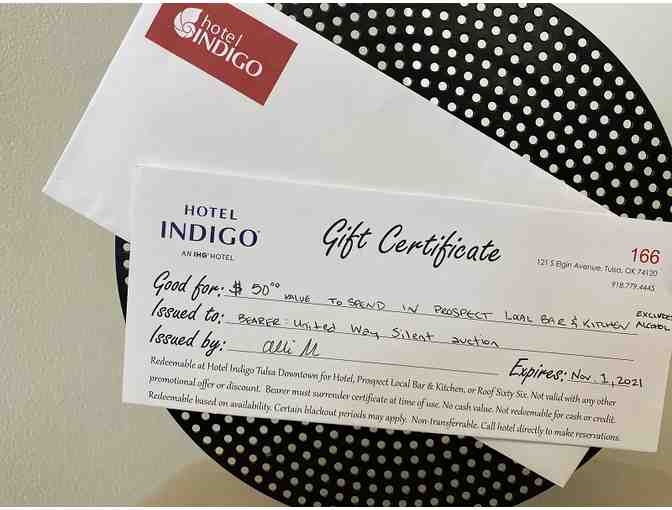 hotel
INDIGO
HOTEL
INDIGO
AN IHG HOTEL
Gift Certificate
166
121 S Elgin Avenue, Tulsa, OK 74120
918.779.4445
Good for: $ 50⁰⁰ VALUE TO SPEND IN PROSPECT LOCAL BAR & KITCHEN EXCLUDES ALCOHOL
Issued to: BEARER: United Way Silent auction
Issued by: Alli M
Expires: Nov. 1, 2021
Redeemable at Hotel Indigo Tulsa Downtown for Hotel, Prospect Local Bar & Kitchen, or Roof Sixty Six. Not valid with any other
promotional offer or discount. Bearer must surrender certificate at time of use. No cash value. Not redeemable for cash or credit.
Redeemable based on availability. Certain blackout periods may apply. Non-transferrable. Call hotel directly to make reservations.